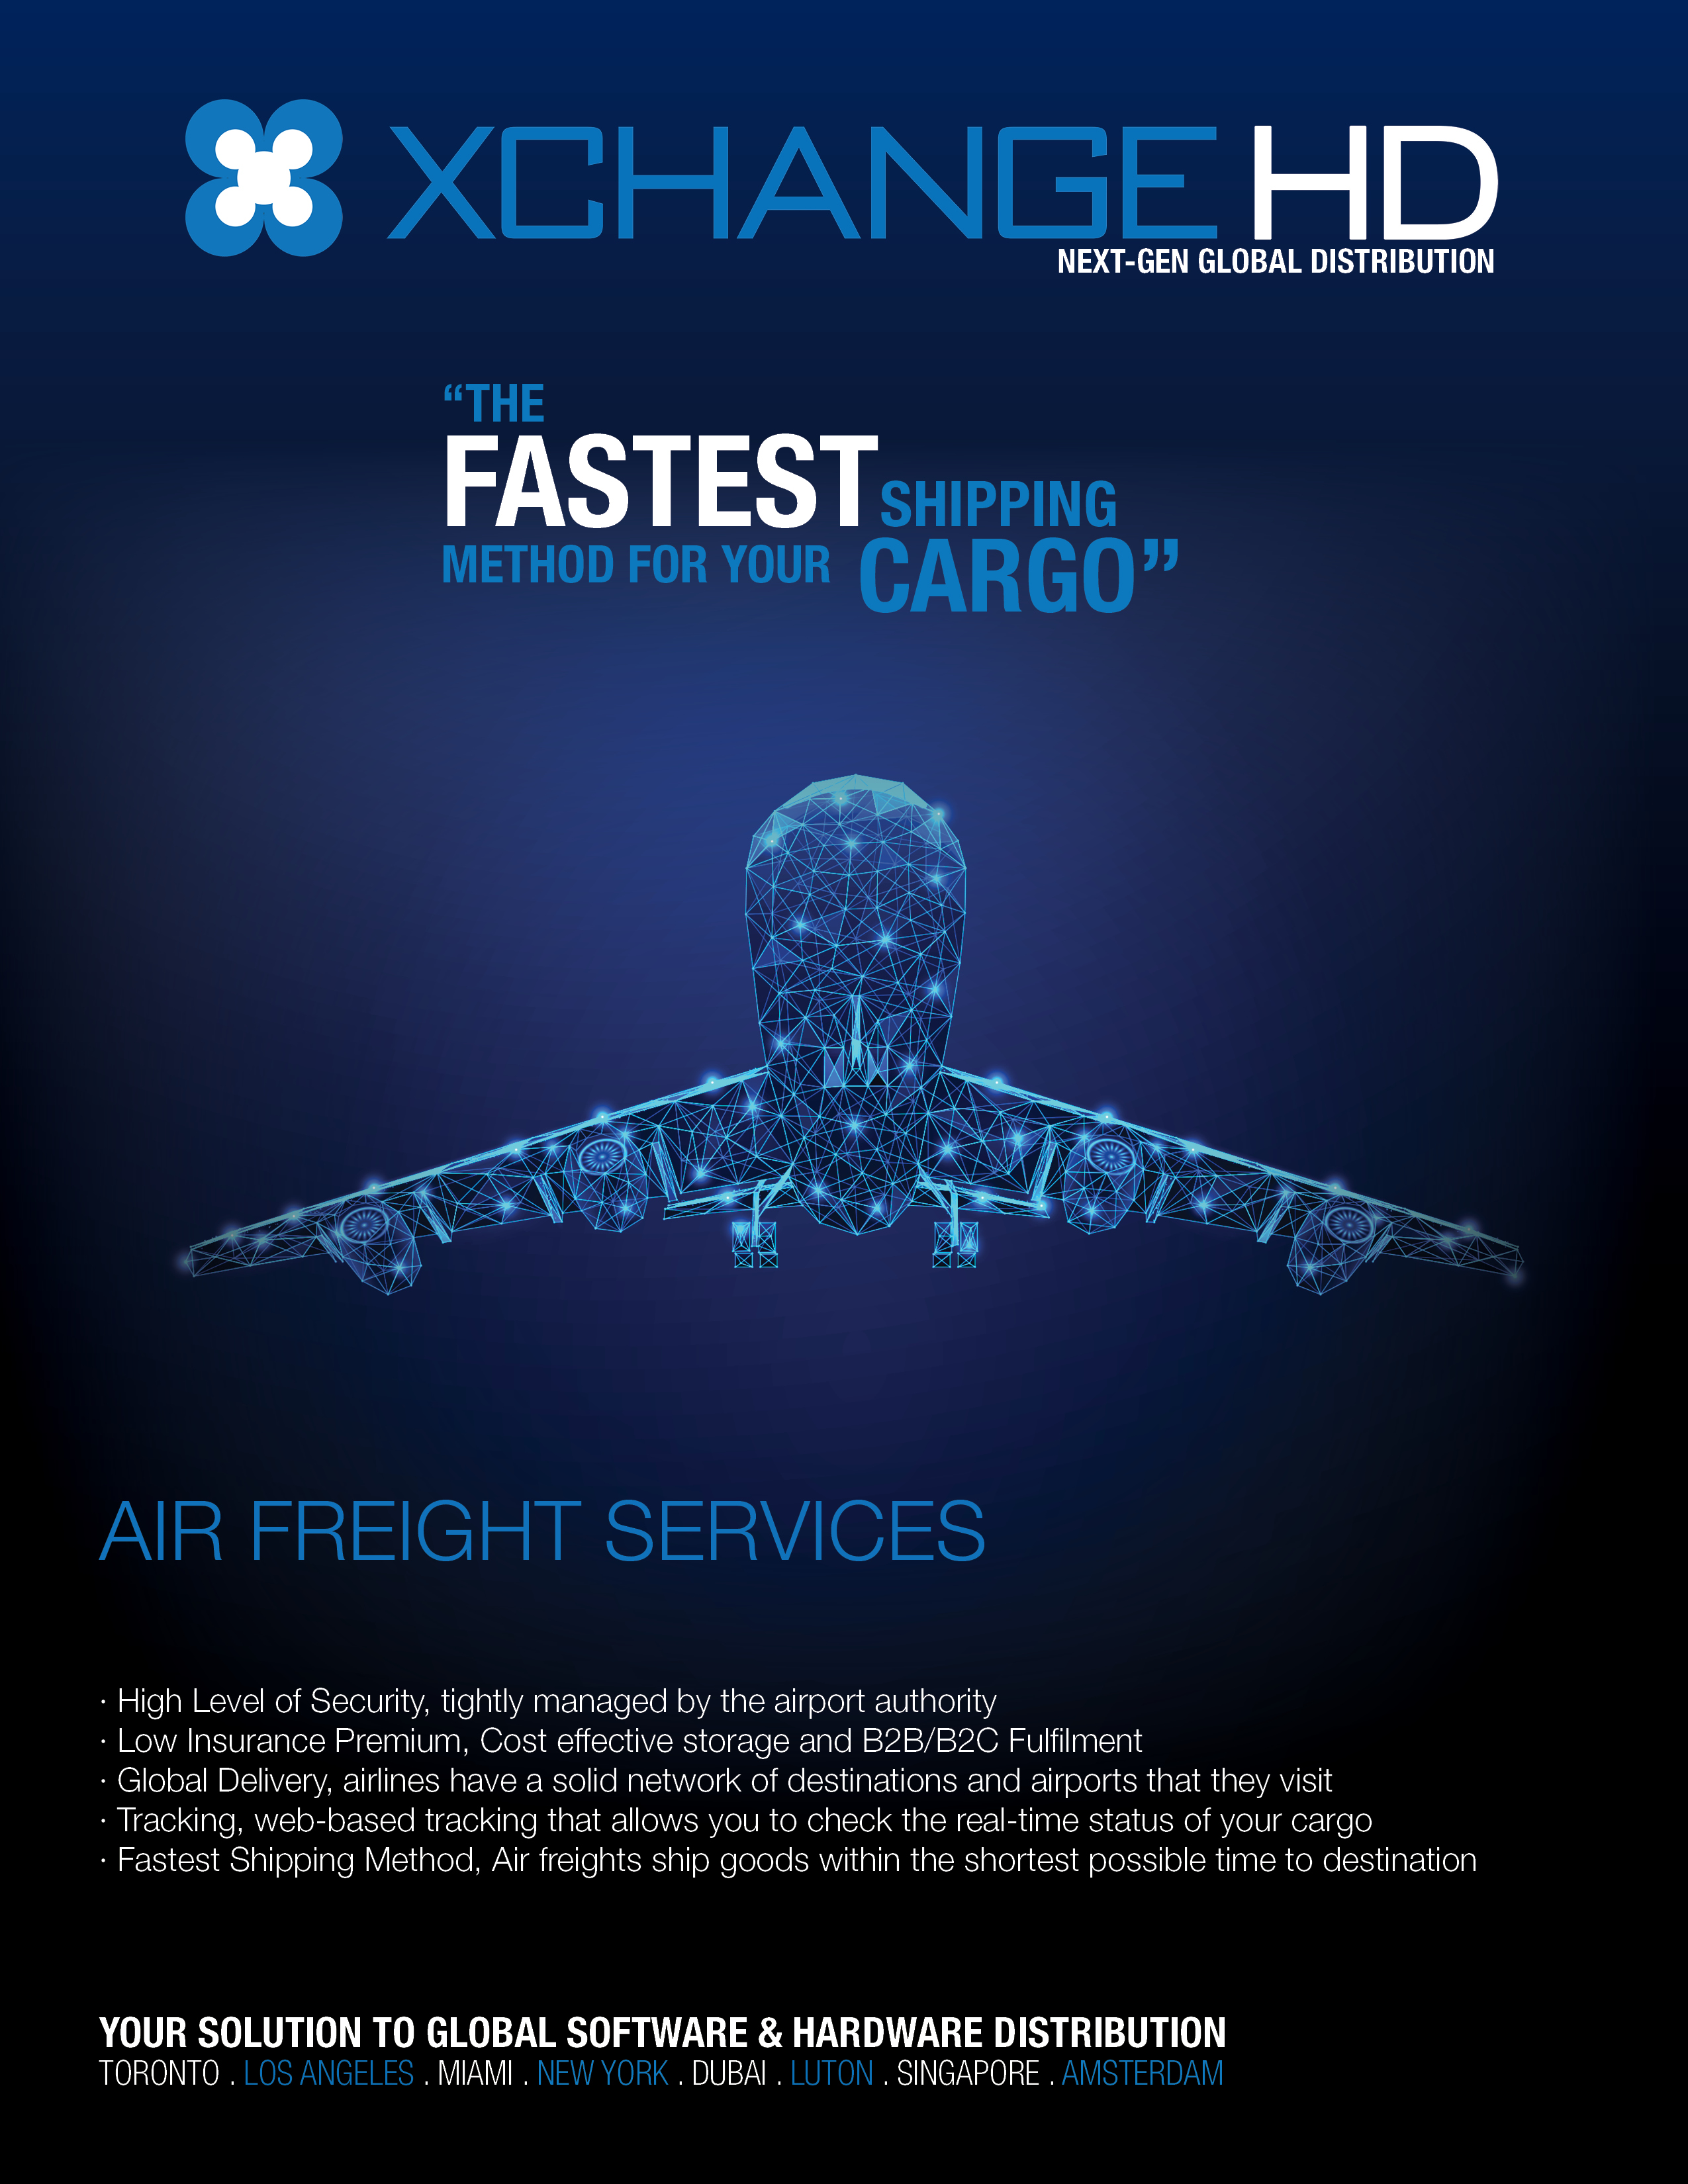 XCHANGE HD
NEXT-GEN GLOBAL DISTRIBUTION
“THE
FASTEST SHIPPING
METHOD FOR YOUR CARGO”
AIR FREIGHT SERVICES
· High Level of Security, tightly managed by the airport authority
· Low Insurance Premium, Cost effective storage and B2B/B2C Fulfilment
· Global Delivery, airlines have a solid network of destinations and airports that they visit
· Tracking, web-based tracking that allows you to check the real-time status of your cargo
· Fastest Shipping Method, Air freights ship goods within the shortest possible time to destination
YOUR SOLUTION TO GLOBAL SOFTWARE & HARDWARE DISTRIBUTION
TORONTO . LOS ANGELES . MIAMI . NEW YORK . DUBAI . LUTON . SINGAPORE . AMSTERDAM